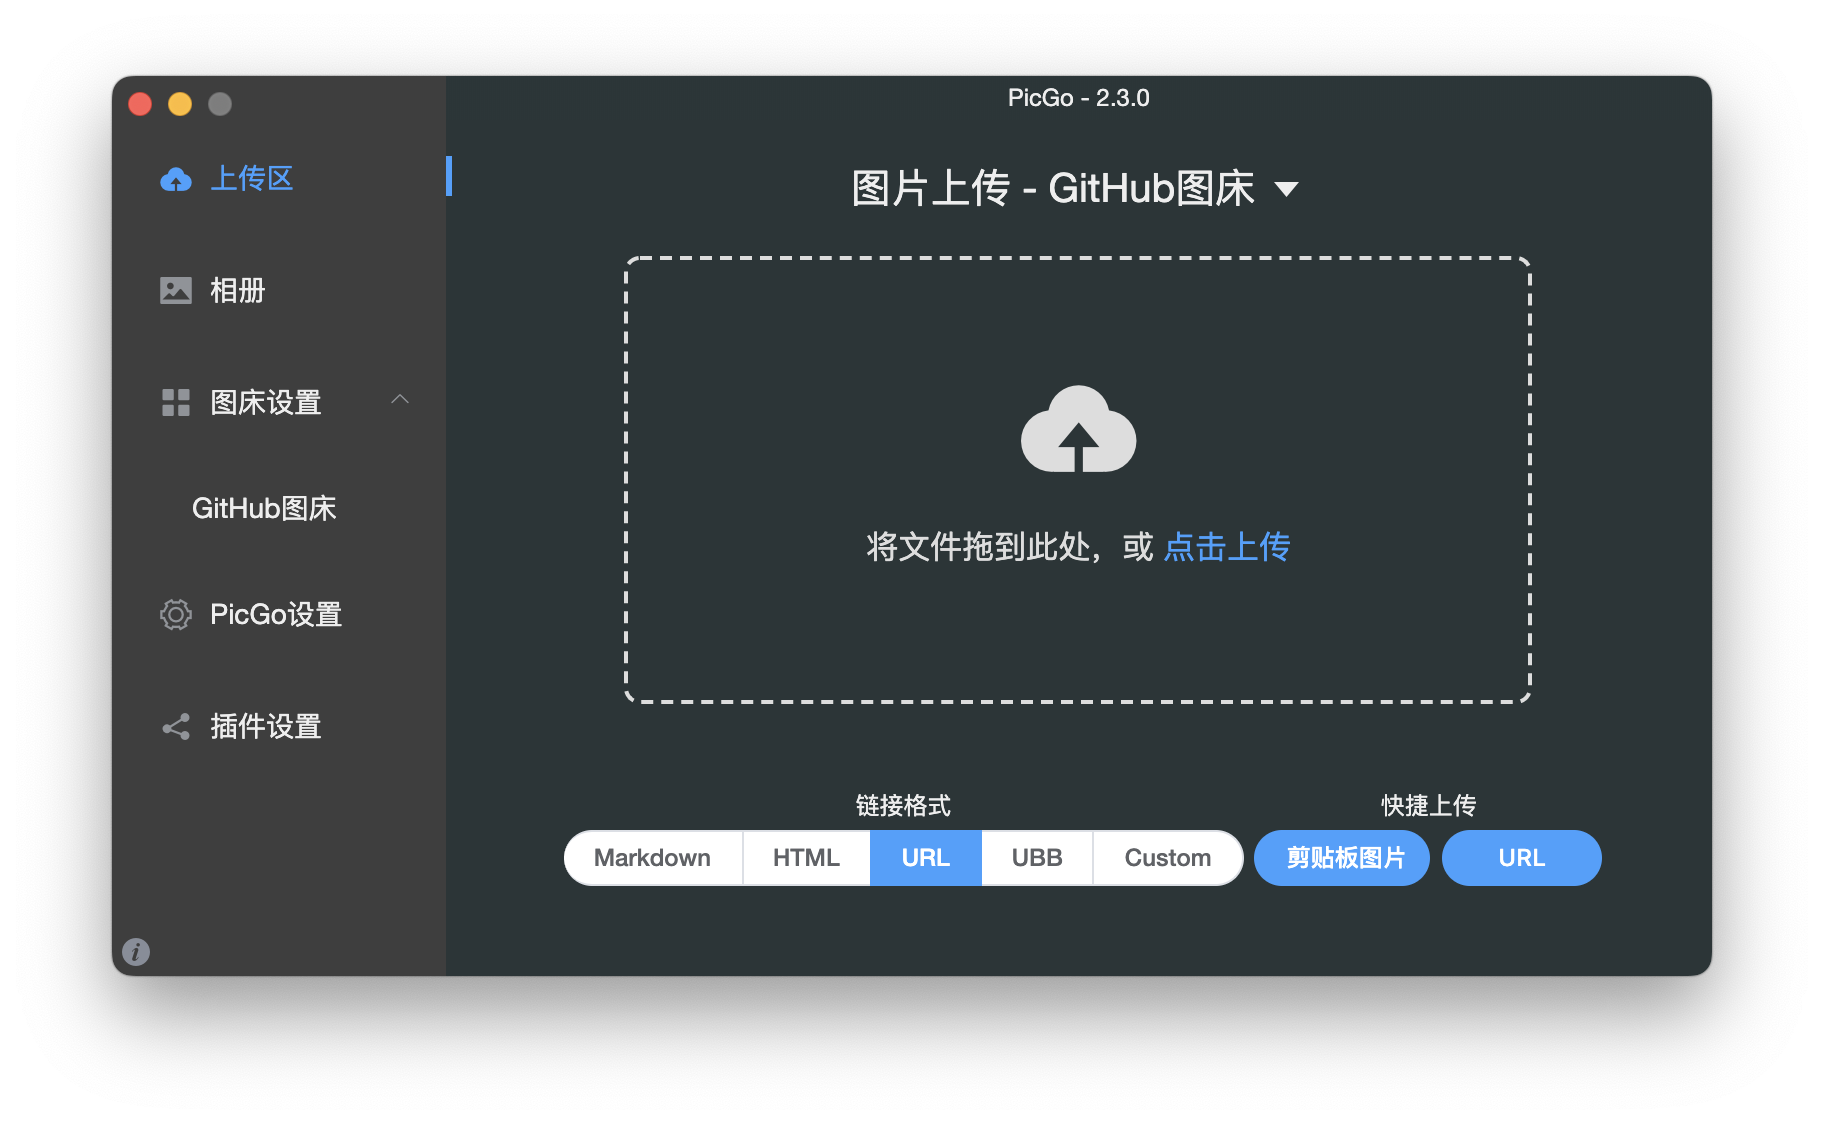 PicGo - 2.3.0
上传区
相册
图床设置
GitHub图床
PicGo设置
插件设置
图片上传 - GitHub图床
将文件拖到此处，或 点击上传
链接格式
Markdown HTML URL UBB Custom
快捷上传
剪贴板图片 URL